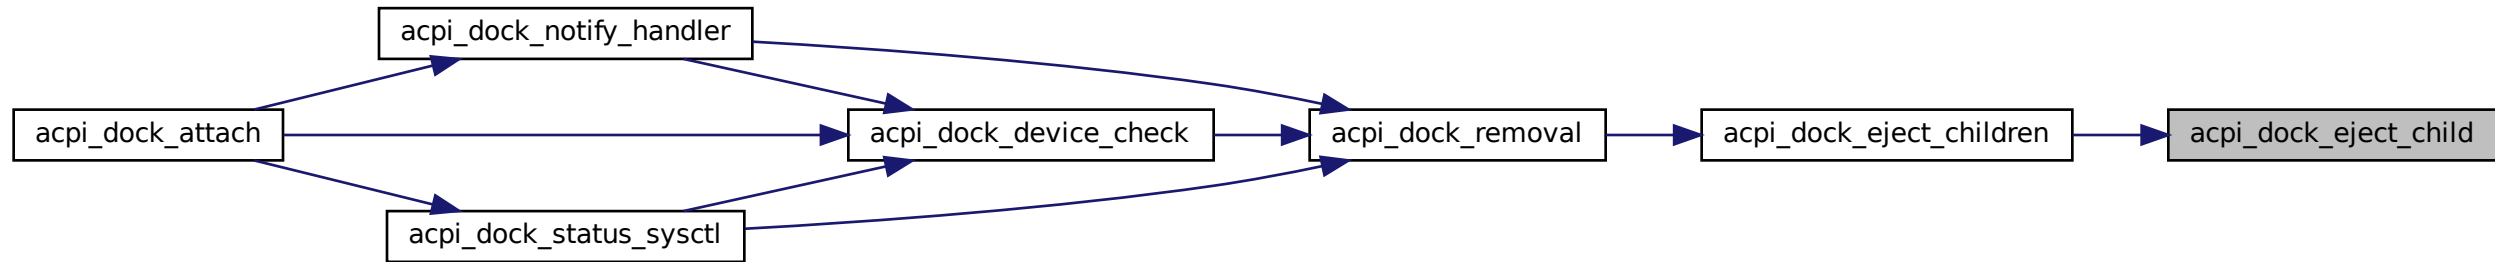 acpi_dock_notify_handler
acpi_dock_attach
acpi_dock_device_check
acpi_dock_removal
acpi_dock_eject_children
acpi_dock_eject_child
acpi_dock_status_sysctl